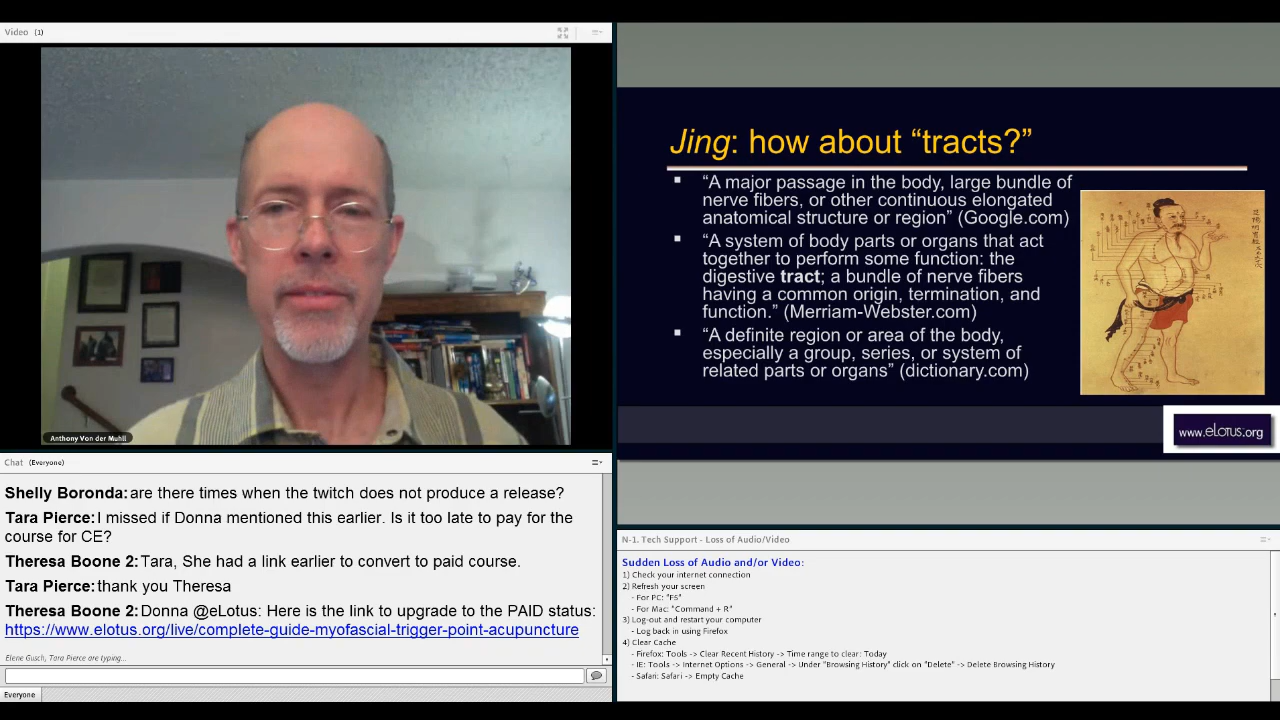 Video (1)
Anthony Von der Muhll
Chat (Everyone)
Shelly Boronda: are there times when the twitch does not produce a release?
Tara Pierce: I missed if Donna mentioned this earlier. Is it too late to pay for the
course for CE?
Theresa Boone 2: Tara, She had a link earlier to convert to paid course.
Tara Pierce: thank you Theresa
Theresa Boone 2: Donna @eLotus: Here is the link to upgrade to the PAID status:
https://www.elotus.org/live/complete-guide-myofascial-trigger-point-acupuncture
Elene Gusch, Tara Pierce are typing...
Everyone
Jing: how about “tracts?”
“A major passage in the body, large bundle of
nerve fibers, or other continuous elongated
anatomical structure or region” (Google.com)
“A system of body parts or organs that act
together to perform some function: the
digestive tract; a bundle of nerve fibers
having a common origin, termination, and
function.” (Merriam-Webster.com)
“A definite region or area of the body,
especially a group, series, or system of
related parts or organs” (dictionary.com)
www.eLotus.org
N-1. Tech Support - Loss of Audio/Video
Sudden Loss of Audio and/or Video:
1) Check your internet connection
2) Refresh your screen
- For PC: "F5"
- For Mac: "Command + R"
3) Log-out and restart your computer
- Log back in using Firefox
4) Clear Cache
- Firefox: Tools -> Clear Recent History -> Time range to clear: Today
- IE: Tools -> Internet Options -> General -> Under "Browsing History" click on "Delete" -> Delete Browsing History
- Safari: Safari -> Empty Cache